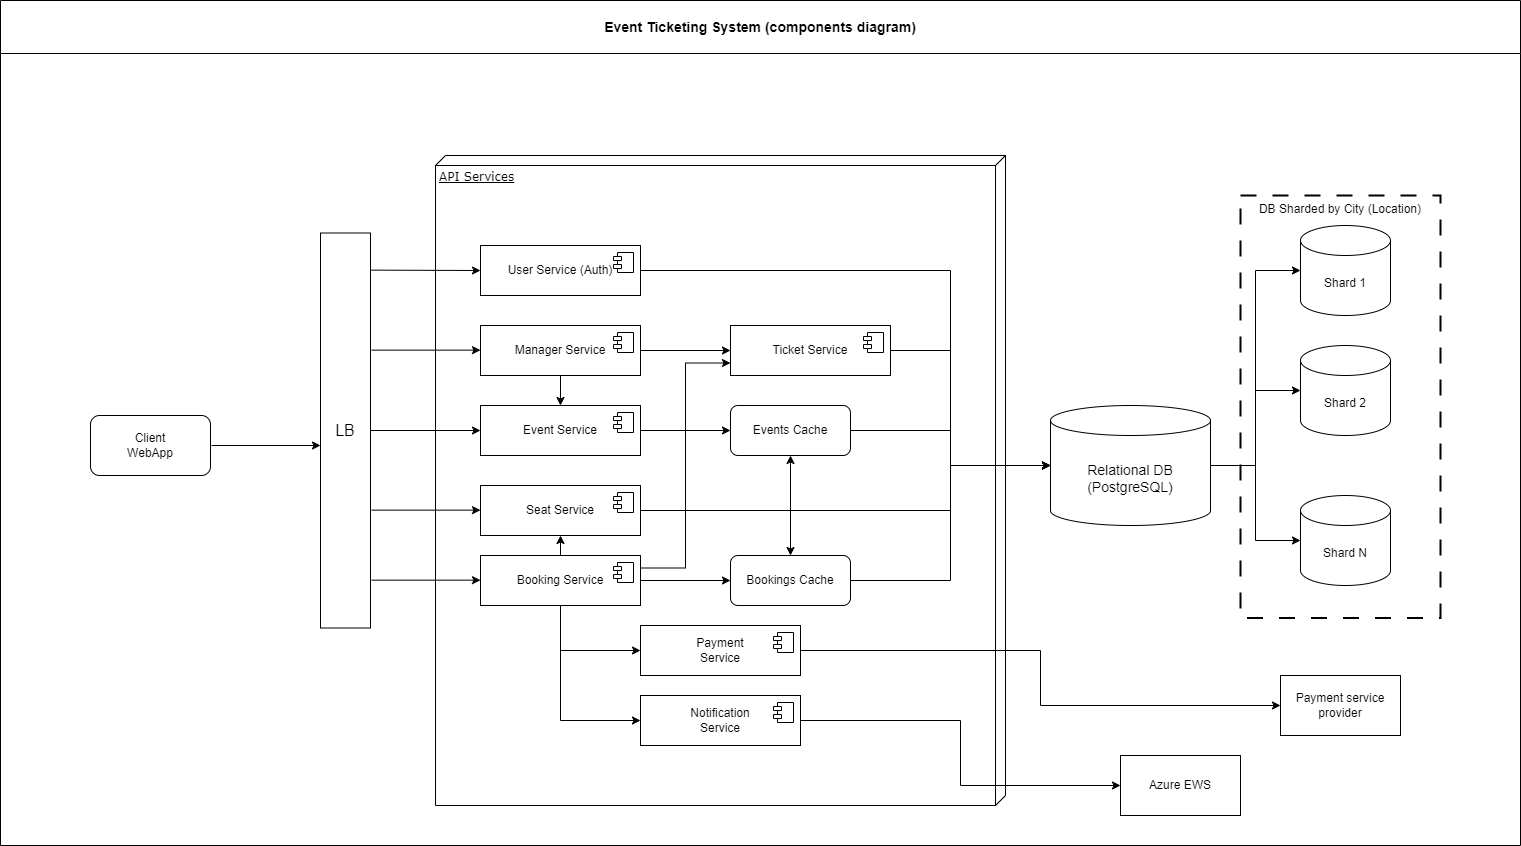 Event Ticketing System (components diagram)
API Services
DB Sharded by City (Location)
User Service (Auth)
Shard 1
Manager Service
Ticket Service
Shard 2
Client
WebApp
LB
Event Service
Events Cache
Relational DB
(PostgreSQL)
Seat Service
Shard N
Booking Service
Bookings Cache
Payment
Service
Payment service
provider
Notification
Service
Azure EWS